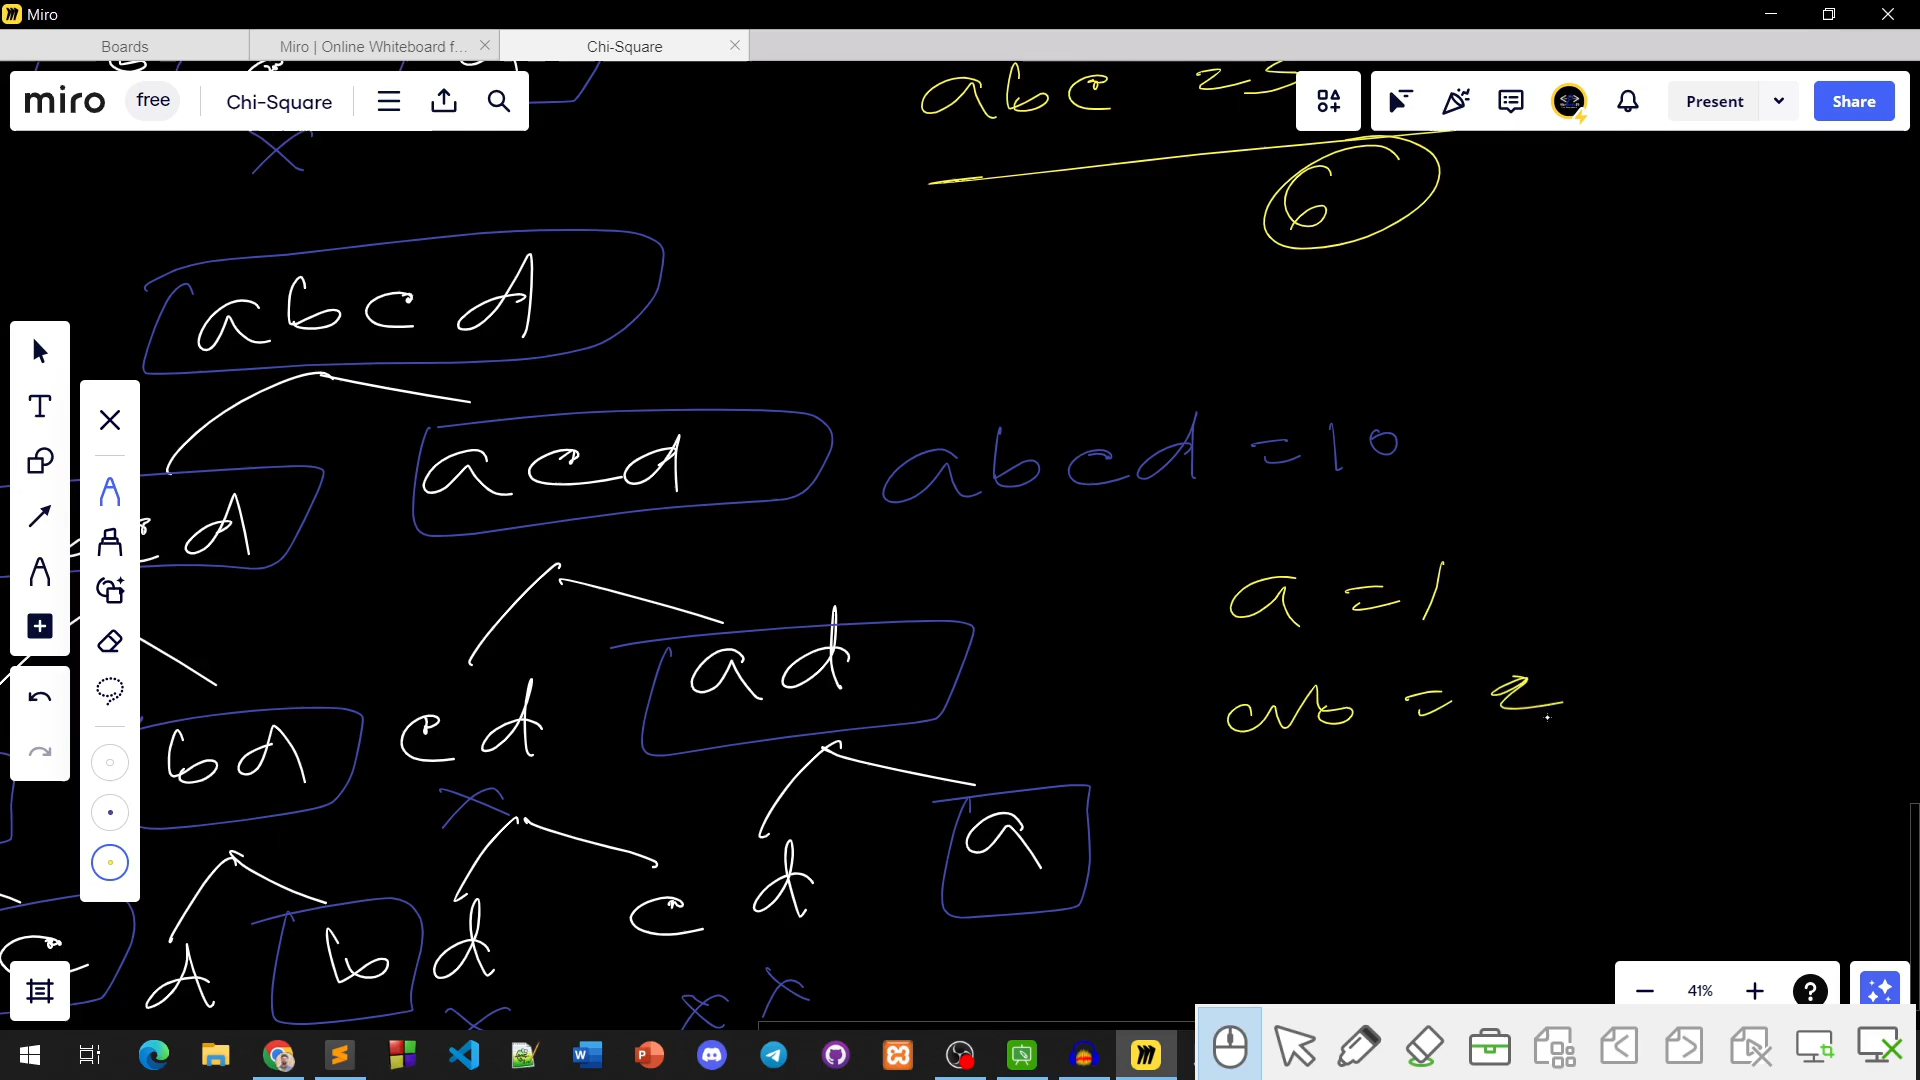 Miro
Boards
Miro | Online Whiteboard f...
Chi-Square
miro
free
Chi-Square
Present
Share
abc
6
abcd
acd
abcd = 10
d
a = 1
ad
ab = 2
bd
cd
a
d
c
c
d
b
d
41%